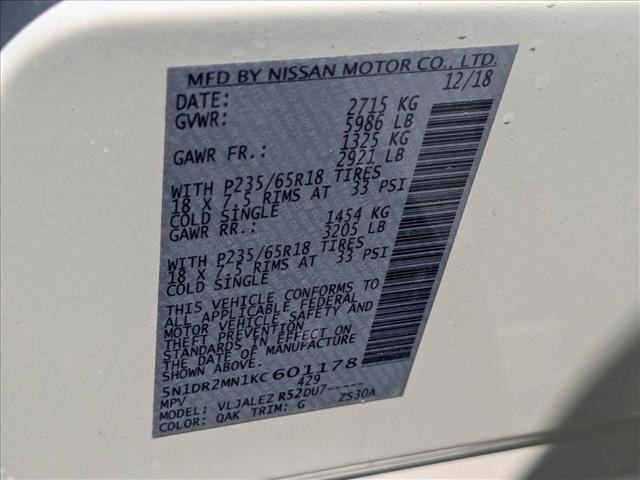 MFD BY NISSAN MOTOR CO., LTD.
DATE: 12/18
GVWR: 2715 KG
5986 LB
GAWR FR.: 1325 KG
2921 LB
WITH P235/65R18 TIRES
18 X 7.5 RIMS AT 33 PSI
COLD SINGLE
GAWR RR.: 1454 KG
3205 LB
WITH P235/65R18 TIRES
18 X 7.5 RIMS AT 33 PSI
COLD SINGLE
THIS VEHICLE CONFORMS TO
ALL APPLICABLE FEDERAL
MOTOR VEHICLE SAFETY AND
THEFT PREVENTION
STANDARDS IN EFFECT ON
THE DATE OF MANUFACTURE
SHOWN ABOVE.
5N1DR2MN1KC601178
MPV 429
MODEL: VLJALEZ R52DU7-----
COLOR: QAK TRIM: G ZS30A